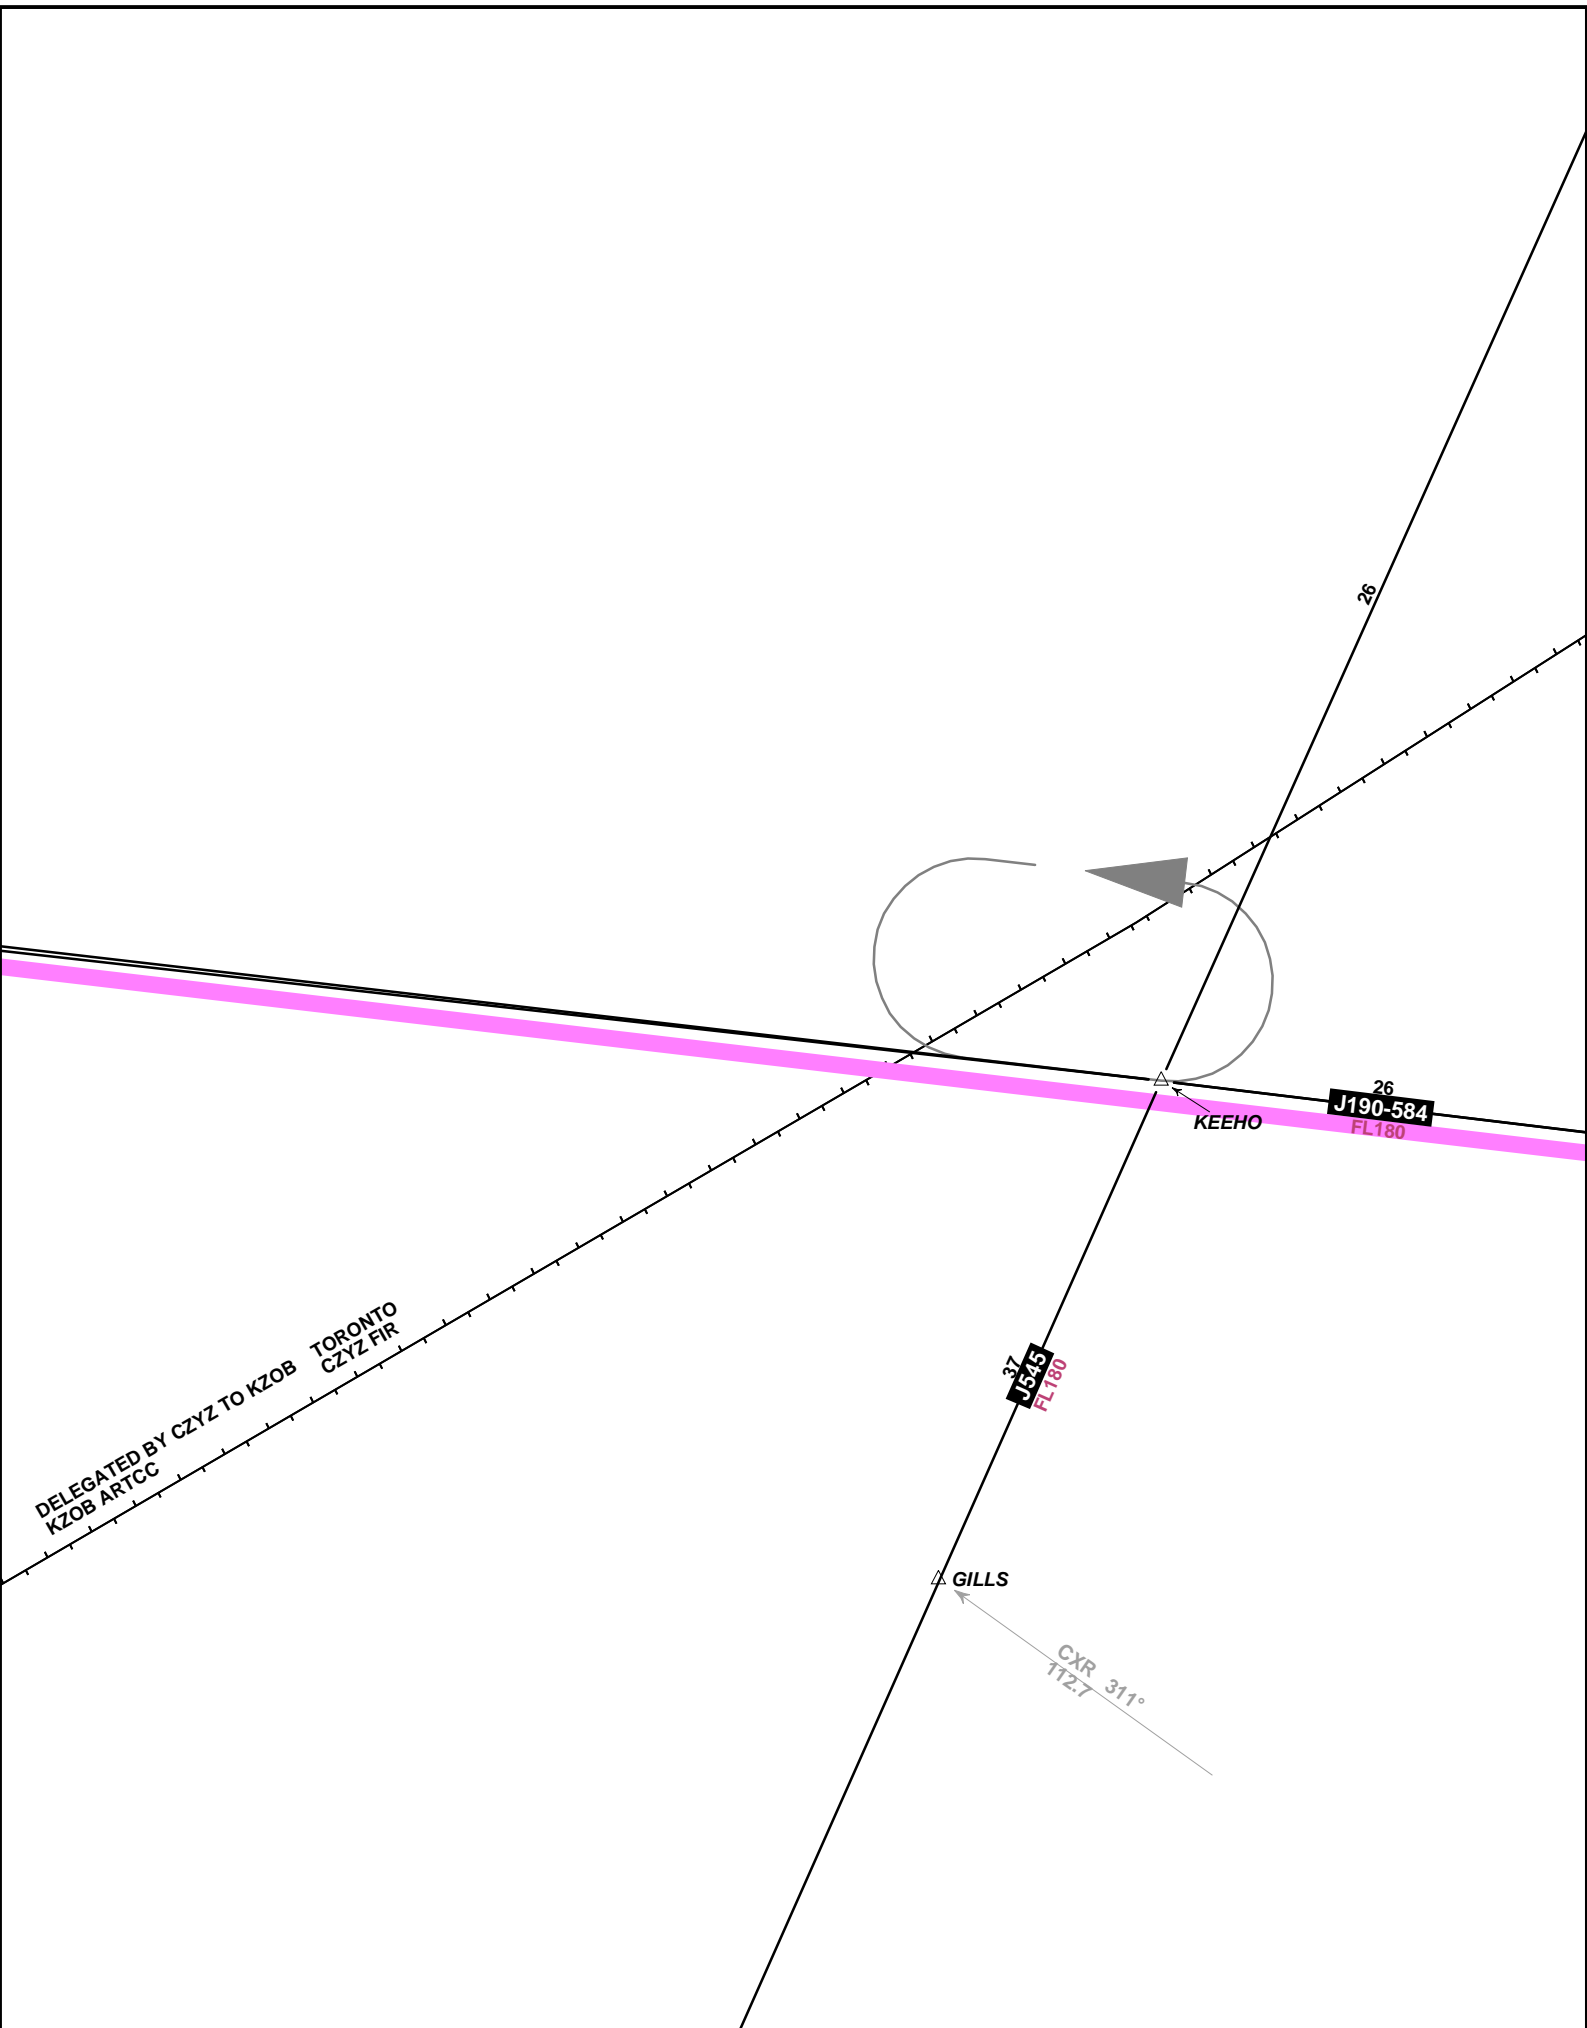 26
26
J190-584
FL180
KEEHO
TORONTO
CZYZ FIR
DELEGATED BY CZYZ TO KZOB
KZOB ARTCC
37
J545
FL180
GILLS
CXR 311°
112.7